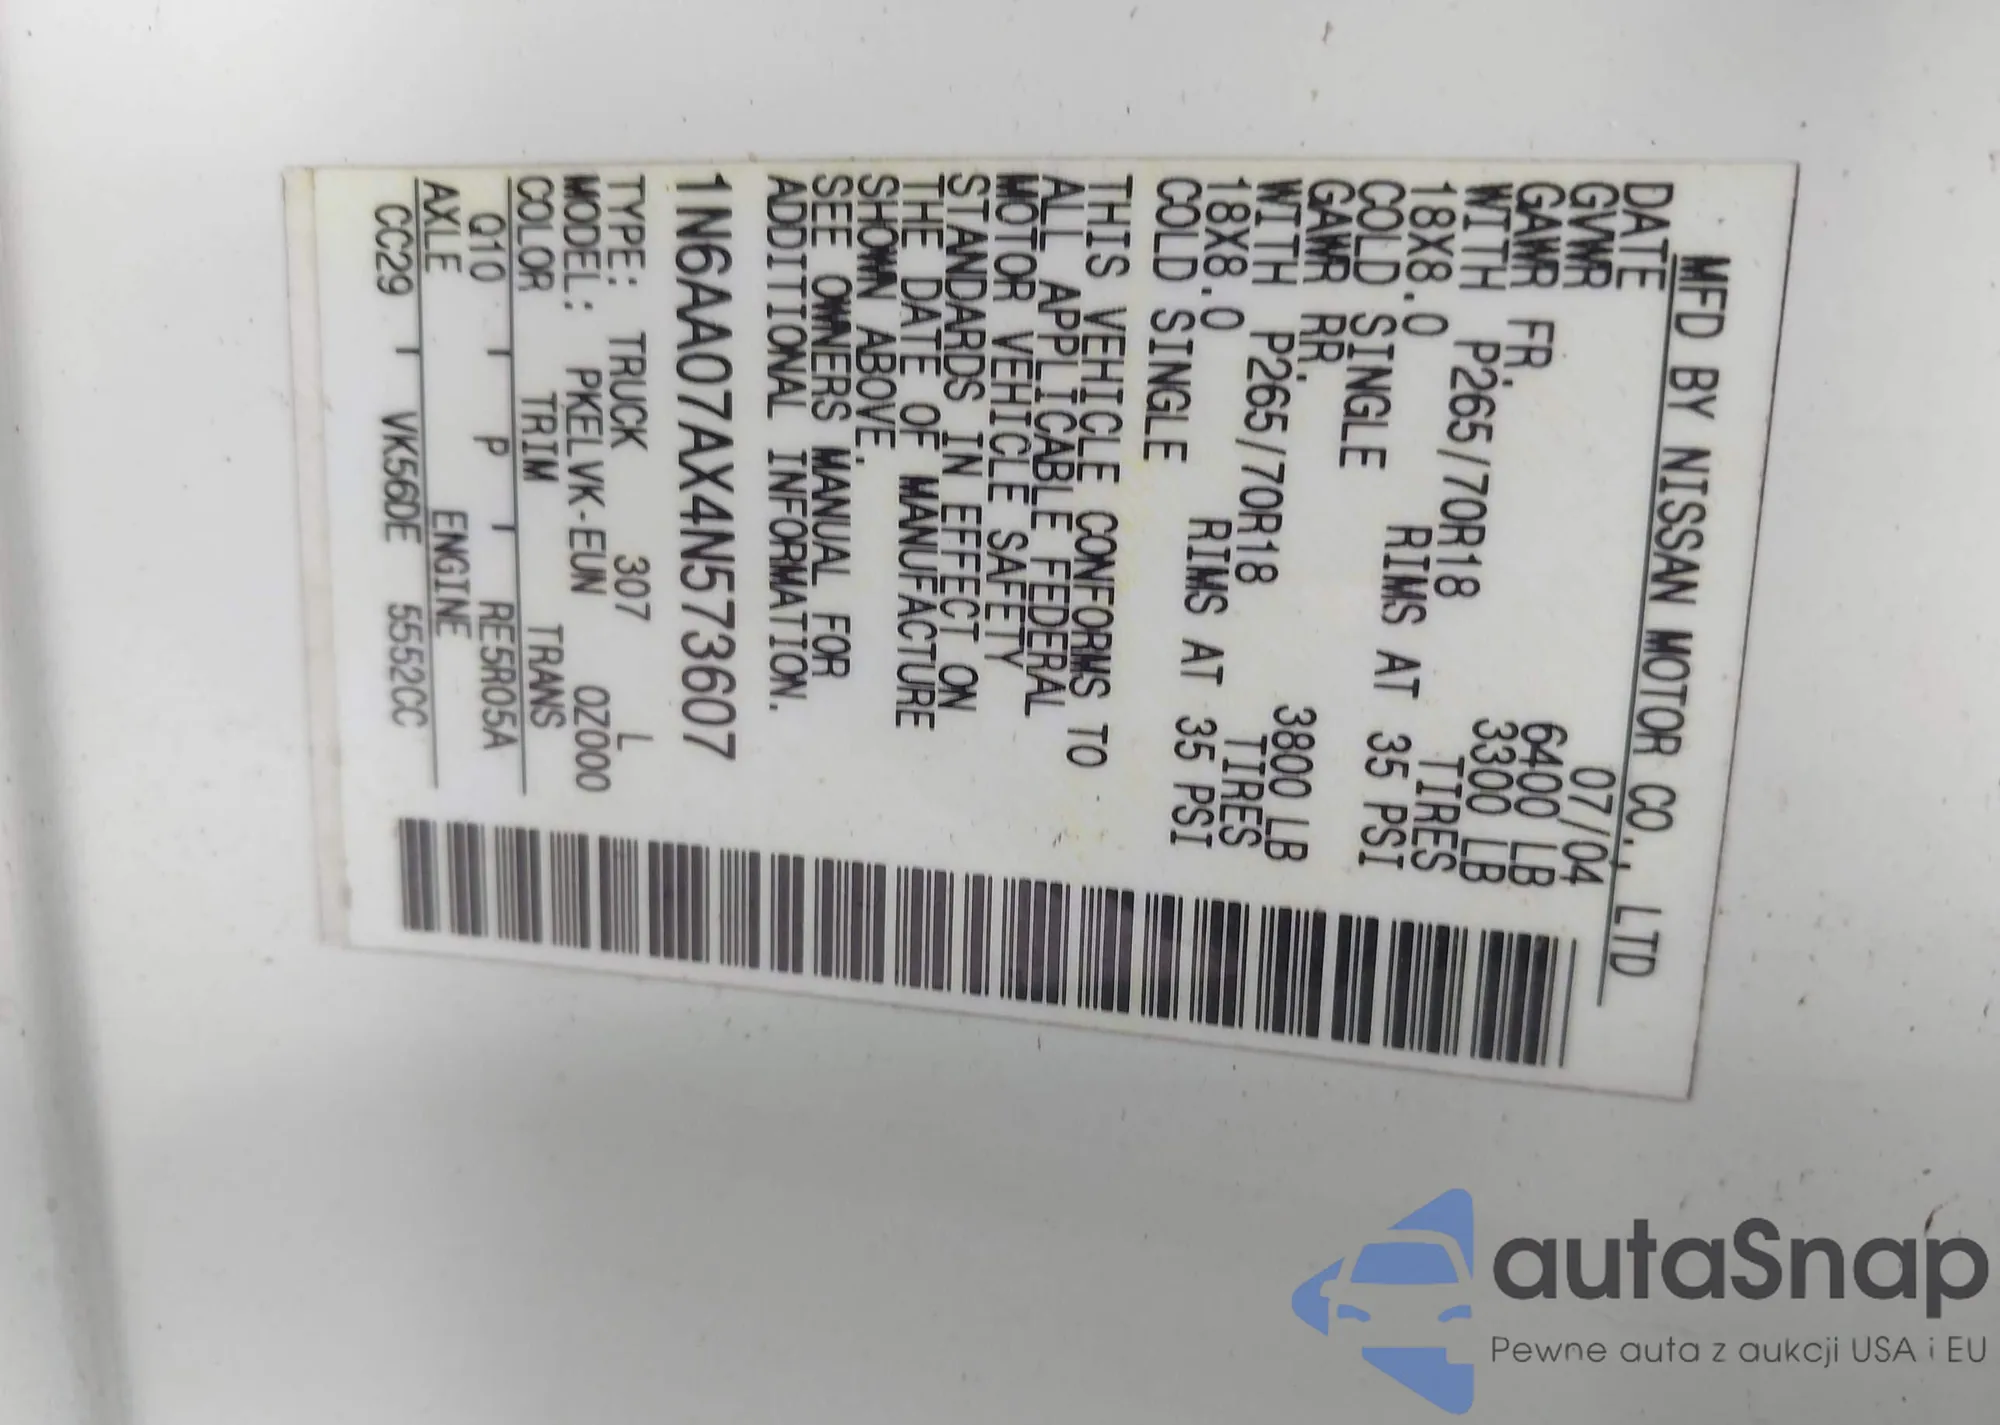 MFD BY NISSAN MOTOR CO., LTD
DATE 07/04
GVWR 6400 LB
GAWR FR. 3300 LB
WITH P265/70R18 TIRES
18X8.0 RIMS AT 35 PSI
COLD SINGLE
GAWR RR. 3800 LB
WITH P265/70R18 TIRES
18X8.0 RIMS AT 35 PSI
COLD SINGLE
THIS VEHICLE CONFORMS TO
ALL APPLICABLE FEDERAL
MOTOR VEHICLE SAFETY
STANDARDS IN EFFECT ON
THE DATE OF MANUFACTURE
SHOWN ABOVE.
SEE OWNERS MANUAL FOR
ADDITIONAL INFORMATION.
1N6AA07AX4N573607
TYPE: TRUCK 307 L
MODEL: PKELVK-EUN 0Z000
COLOR TRIM TRANS
Q10 P RE5R05A
AXLE ENGINE
CC29 VK56DE 5552CC
autaSnap
Pewne auta z aukcji USA i EU